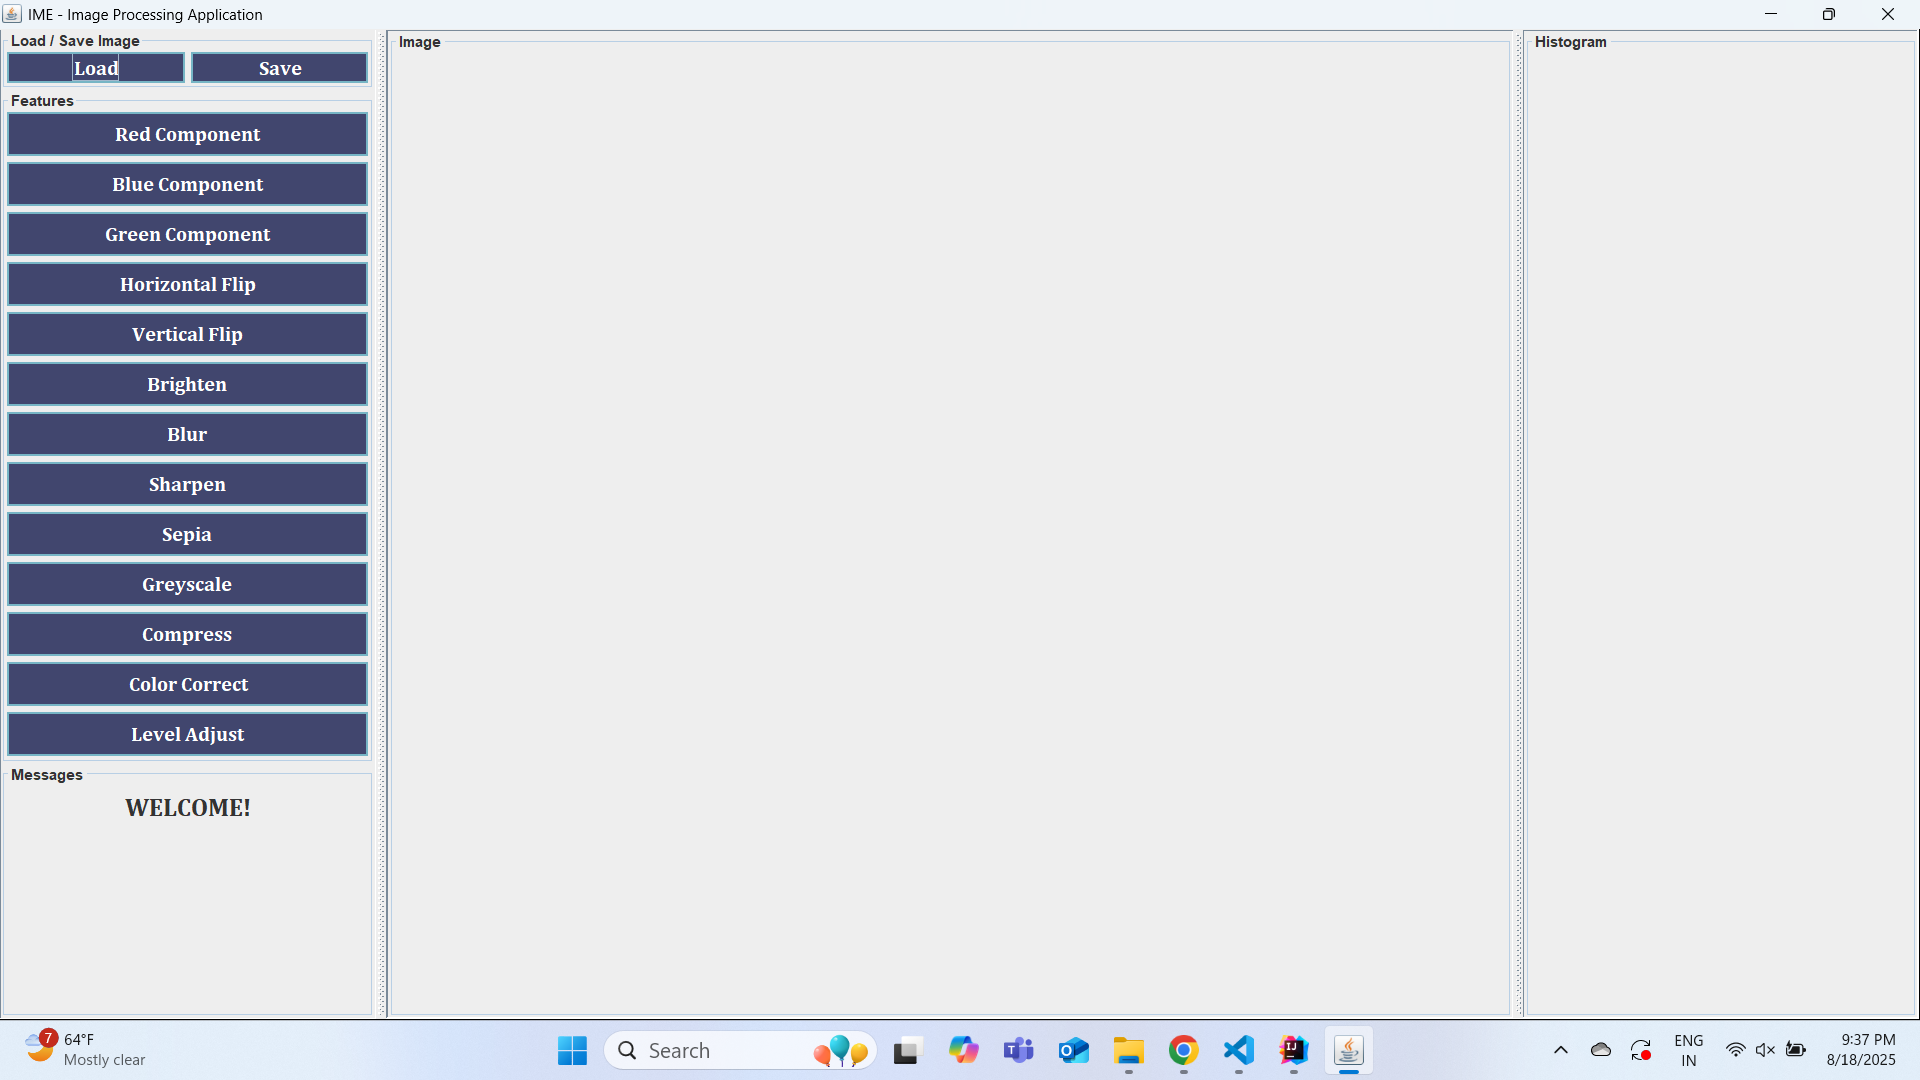 IME - Image Processing Application
Load / Save Image
Load
Save
Features
Red Component
Blue Component
Green Component
Horizontal Flip
Vertical Flip
Brighten
Blur
Sharpen
Sepia
Greyscale
Compress
Color Correct
Level Adjust
Messages
WELCOME!
Image
Histogram
7
64°F
Mostly clear
Search
T
O
IJ
ENG
IN
9:37 PM
8/18/2025